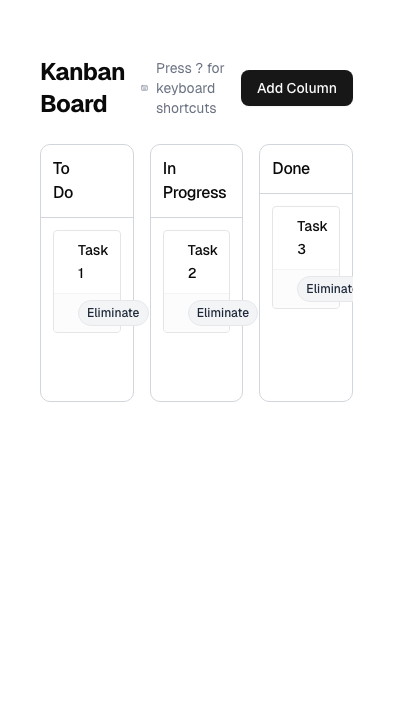 Kanban
Board
Press ? for
keyboard
shortcuts
Add Column
To
Do
Task
1
Eliminate
In
Progress
Task
2
Eliminate
Done
Task
3
Eliminate